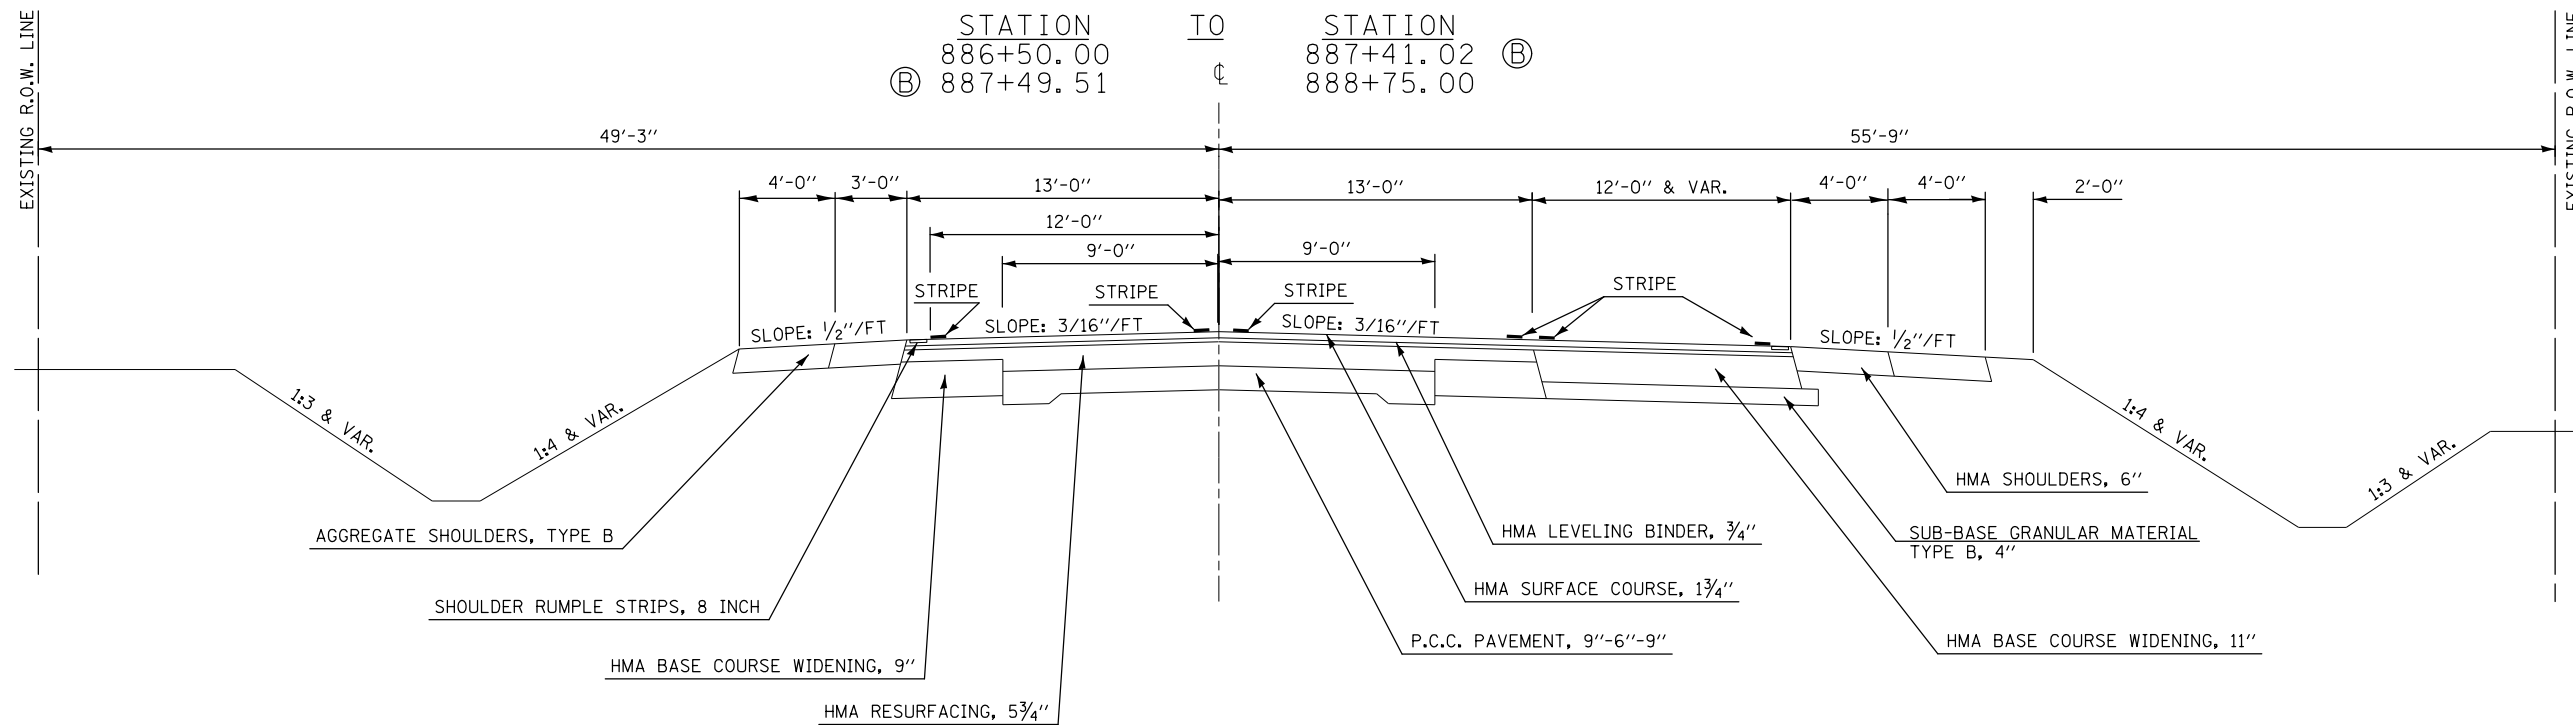 STATION TO STATION
886+50.00 887+41.02 Ⓑ
Ⓑ 887+49.51 ℄ 888+75.00
EXISTING R.O.W. LINE
EXISTING R.O.W. LINE
49'-3" 55'-9"
4'-0" 3'-0" 13'-0" 13'-0" 12'-0" & VAR. 4'-0" 4'-0" 2'-0"
12'-0"
9'-0" 9'-0"
STRIPE STRIPE STRIPE STRIPE
SLOPE: 1/2"/FT SLOPE: 3/16"/FT SLOPE: 3/16"/FT SLOPE: 1/2"/FT
1:3 & VAR. 1:4 & VAR. 1:4 & VAR. 1:3 & VAR.
HMA SHOULDERS, 6"
AGGREGATE SHOULDERS, TYPE B
HMA LEVELING BINDER, 3/4"
SUB-BASE GRANULAR MATERIAL
TYPE B, 4"
SHOULDER RUMPLE STRIPS, 8 INCH
HMA SURFACE COURSE, 1 3/4"
HMA BASE COURSE WIDENING, 9"
P.C.C. PAVEMENT, 9"-6"-9"
HMA BASE COURSE WIDENING, 11"
HMA RESURFACING, 5 3/4"